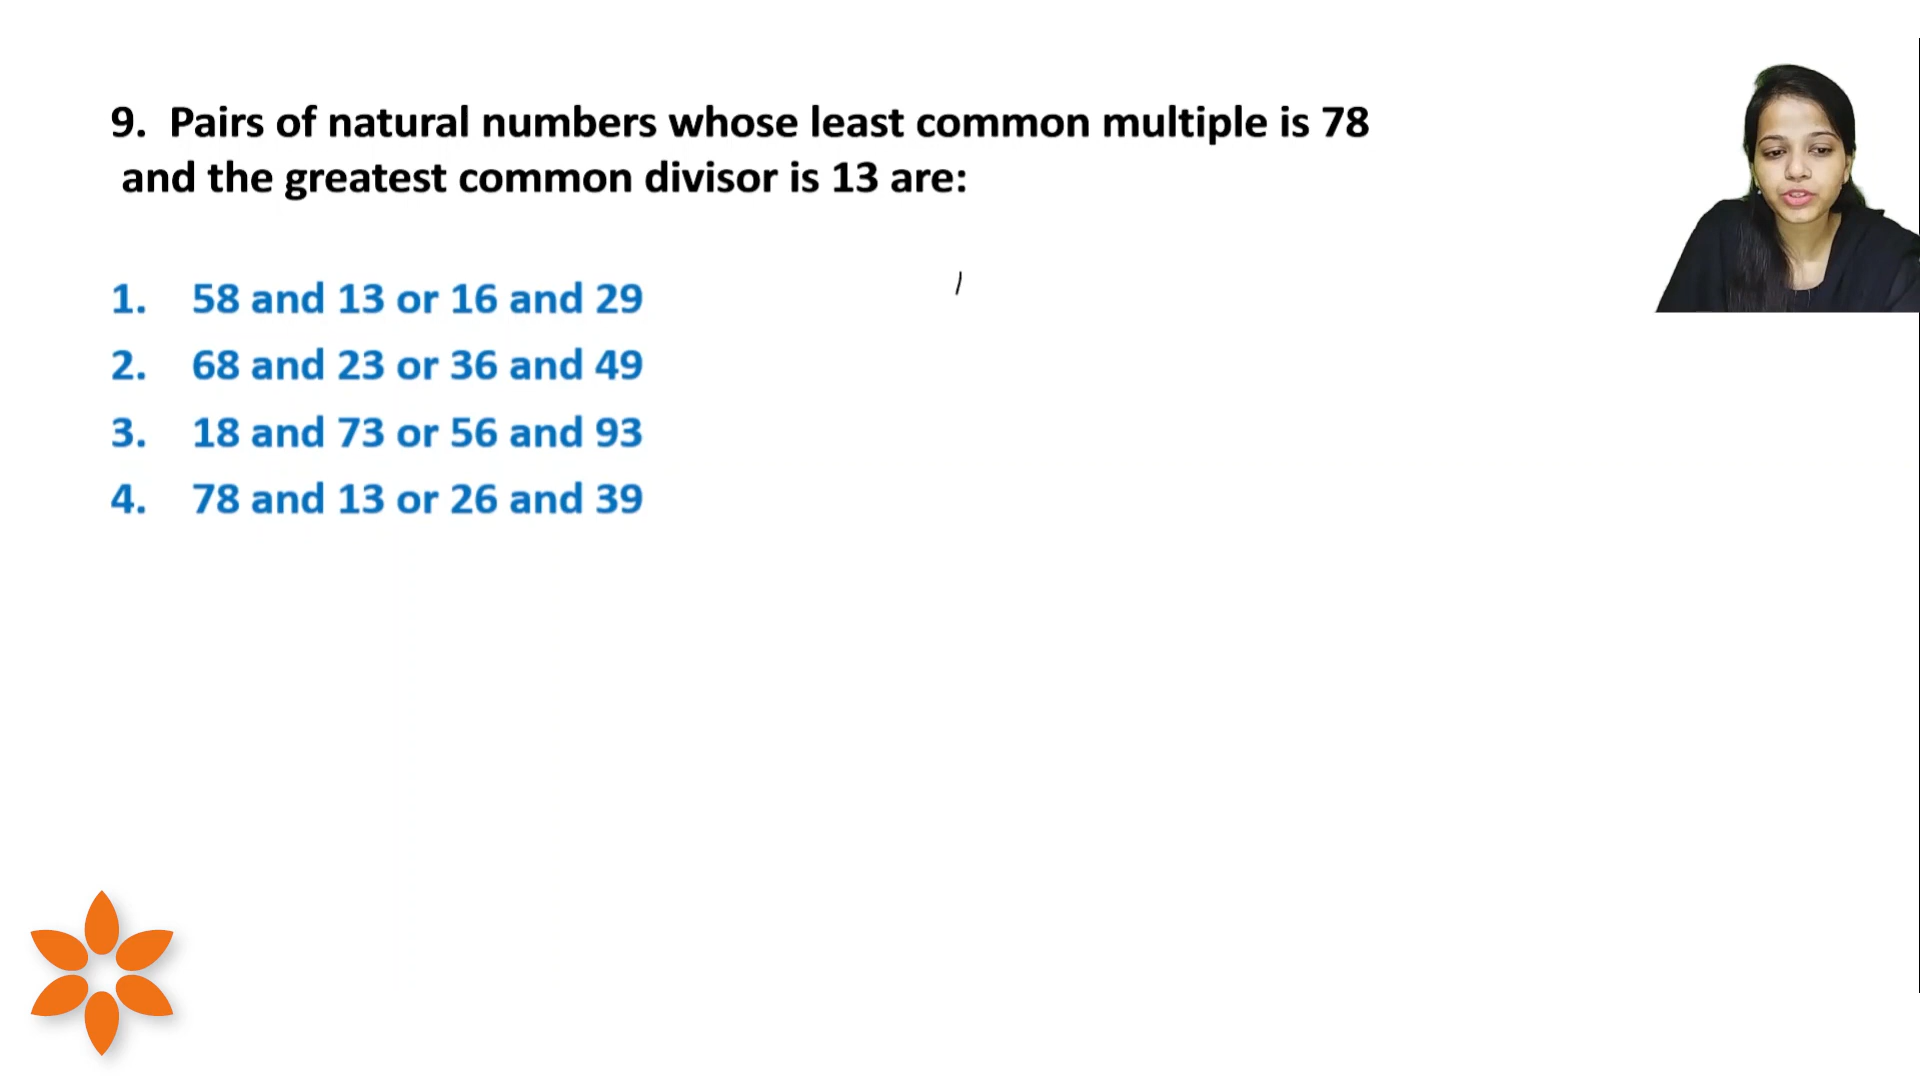 9. Pairs of natural numbers whose least common multiple is 78
and the greatest common divisor is 13 are:
1. 58 and 13 or 16 and 29
2. 68 and 23 or 36 and 49
3. 18 and 73 or 56 and 93
4. 78 and 13 or 26 and 39